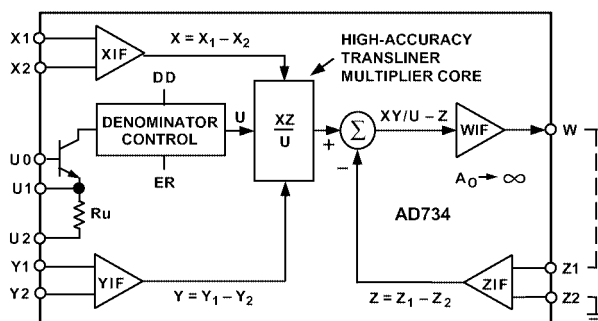 X1
X2
XIF
X = X₁ – X₂
HIGH-ACCURACY
TRANSLINER
MULTIPLIER CORE
DD
DENOMINATOR
CONTROL
U
XZ
U
+
Σ
–
XY/U – Z
WIF
W
A₀ → ∞
U0
U1
ER
Ru
AD734
U2
Y1
Y2
YIF
Y = Y₁ – Y₂
Z = Z₁ – Z₂
ZIF
Z1
Z2